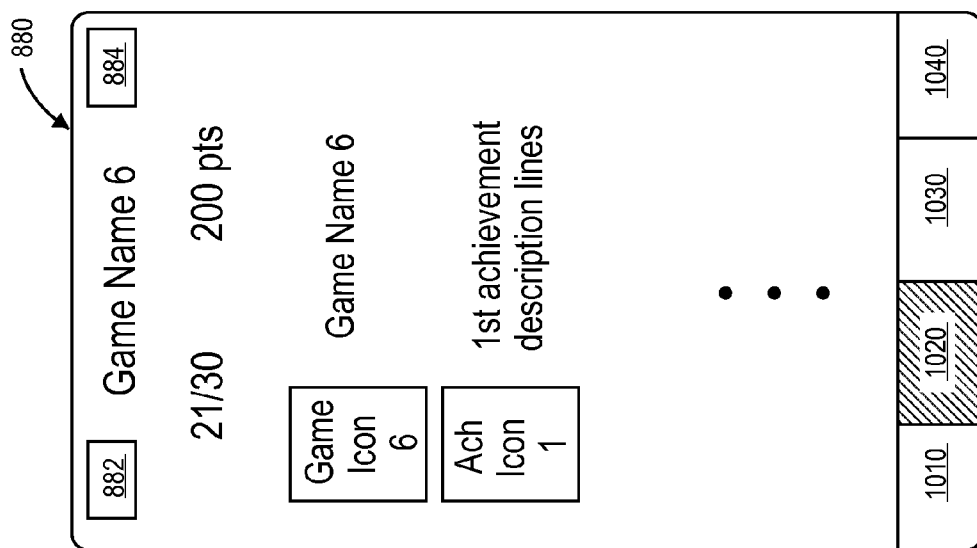 880
882
Game Name 6
884
21/30
200 pts
Game
Icon
6
Game Name 6
Ach
Icon
1
1st achievement
description lines
1010
1020
1030
1040